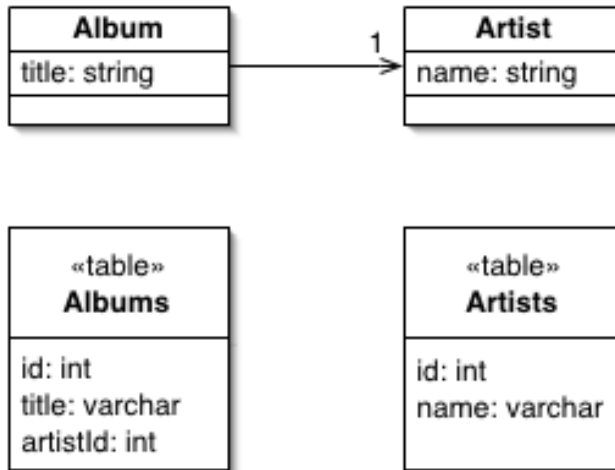 Album
title: string
1
Artist
name: string
«table»
Albums
id: int
title: varchar
artistId: int
«table»
Artists
id: int
name: varchar